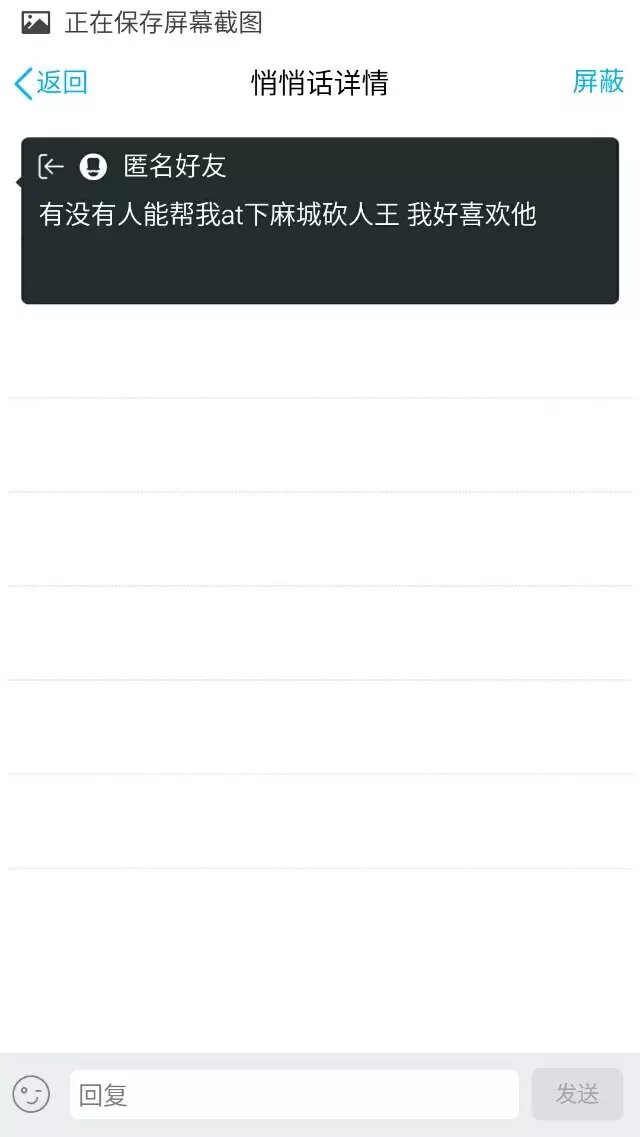 正在保存屏幕截图
返回 悄悄话详情 屏蔽
匿名好友
有没有人能帮我at下麻城砍人王 我好喜欢他
回复 发送